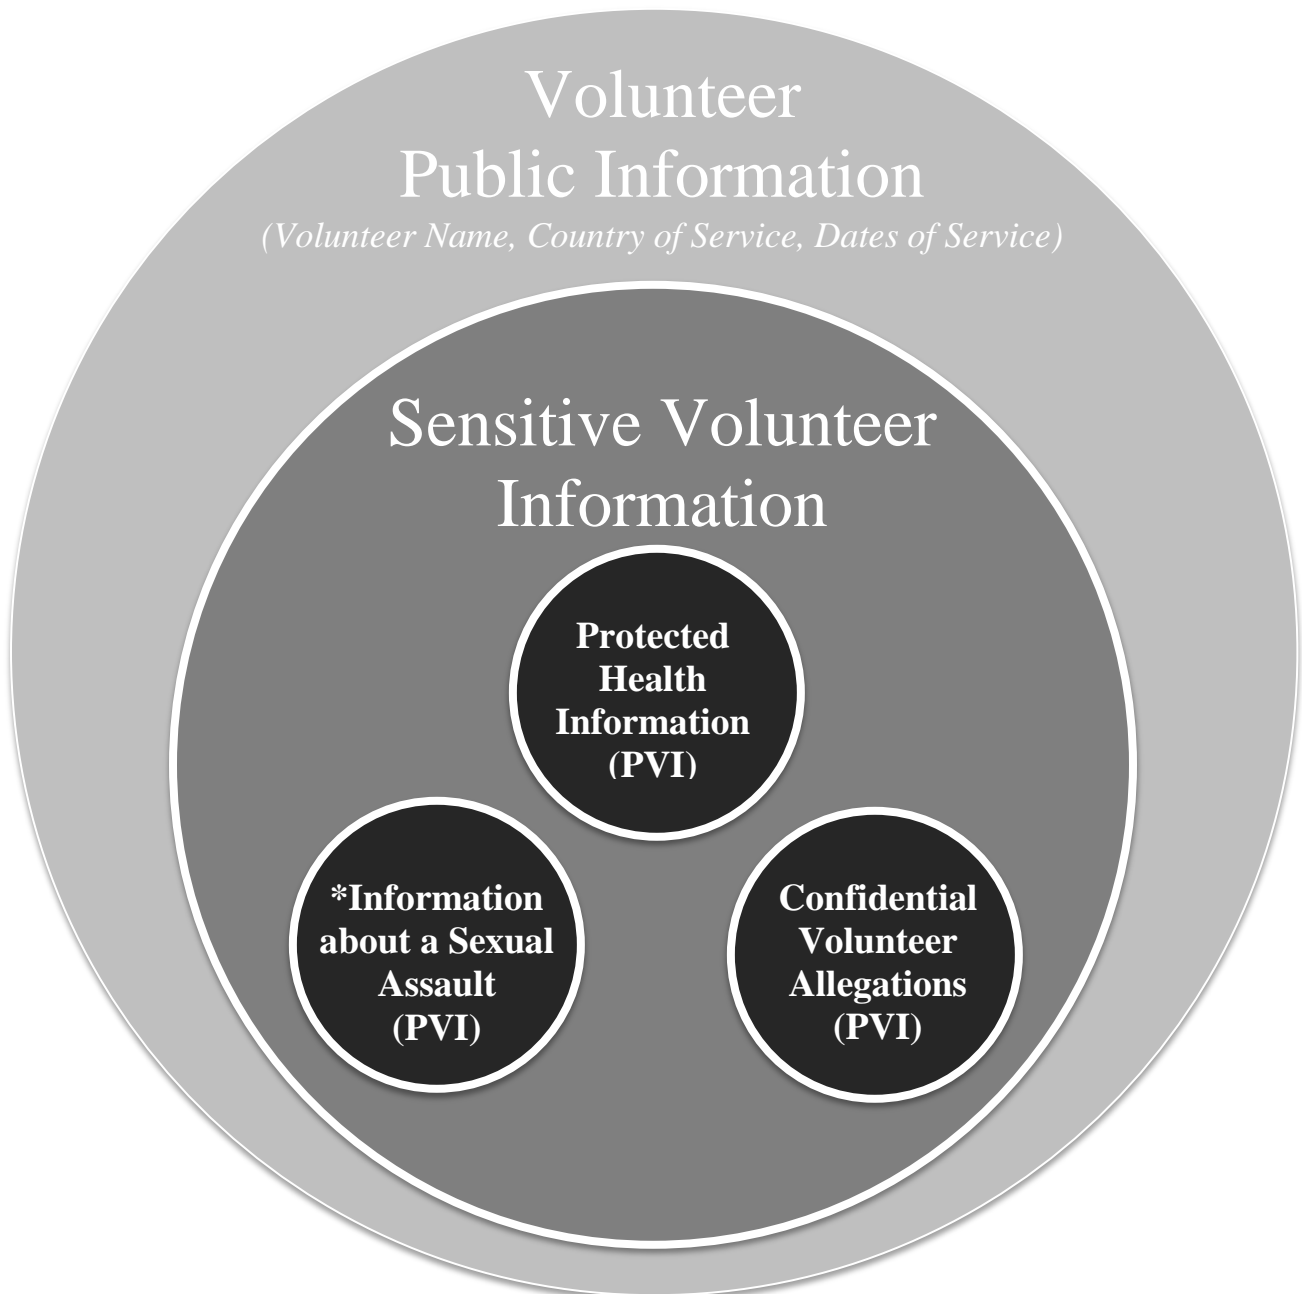 Volunteer
Public Information
(Volunteer Name, Country of Service, Dates of Service)
Sensitive Volunteer
Information
Protected
Health
Information
(PVI)
*Information
about a Sexual
Assault
(PVI)
Confidential
Volunteer
Allegations
(PVI)